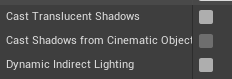 Cast Translucent Shadows
Cast Shadows from Cinematic Object
Dynamic Indirect Lighting